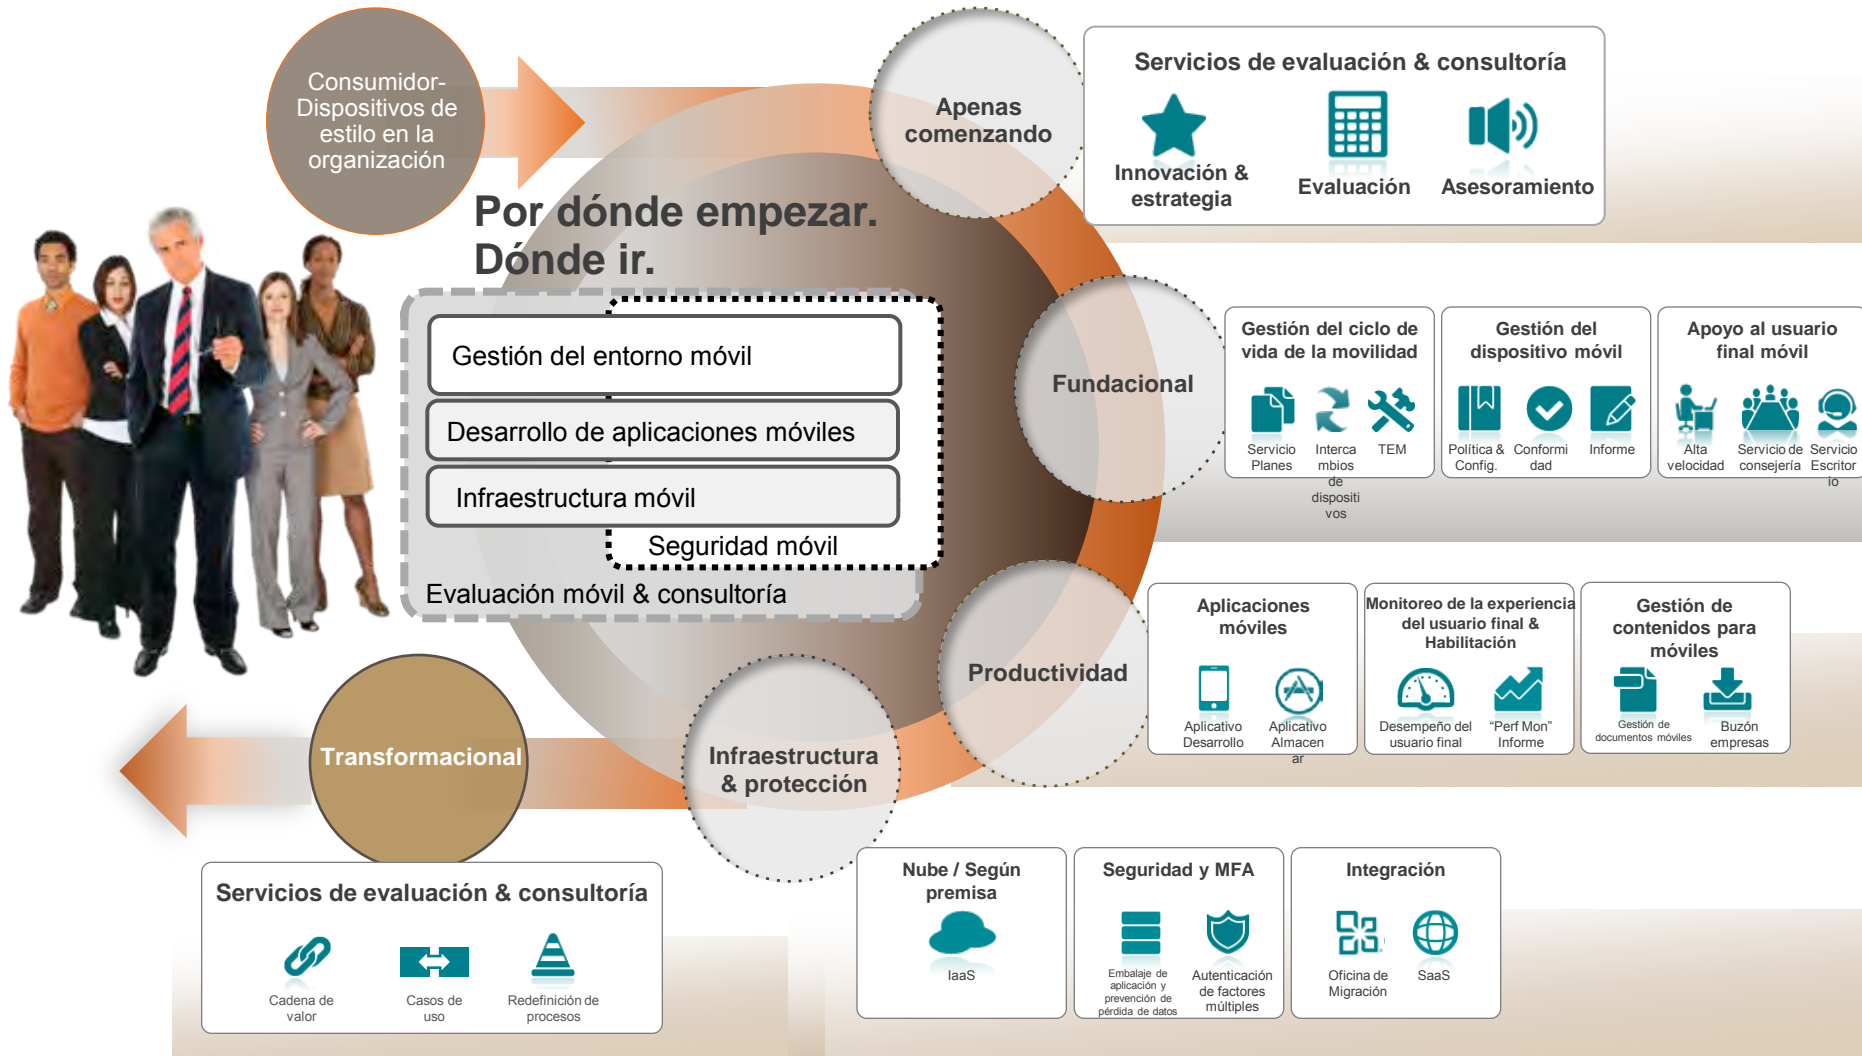 Consumidor-
Dispositivos de
estilo en la
organización
Apenas
comenzando
Servicios de evaluación & consultoría
Innovación &
estrategia
Evaluación
Asesoramiento
Por dónde empezar.
Dónde ir.
Gestión del entorno móvil
Desarrollo de aplicaciones móviles
Infraestructura móvil
Seguridad móvil
Evaluación móvil & consultoría
Fundacional
Gestión del ciclo de
vida de la movilidad
Servicio
Planes
Interca
mbios
de
dispositi
vos
TEM
Gestión del
dispositivo móvil
Política &
Config.
Conformi
dad
Informe
Apoyo al usuario
final móvil
Alta
velocidad
Servicio de
consejería
Servicio
Escritor
io
Productividad
Aplicaciones
móviles
Aplicativo
Desarrollo
Aplicativo
Almacen
ar
Monitoreo de la experiencia
del usuario final &
Habilitación
Desempeño del
usuario final
“Perf Mon”
Informe
Gestión de
contenidos para
móviles
Gestión de
documentos móviles
Buzón
empresas
Infraestructura
& protección
Nube / Según
premisa
IaaS
Seguridad y MFA
Embalaje de
aplicación y
prevención de
pérdida de datos
Autenticación
de factores
múltiples
Integración
Oficina de
Migración
SaaS
Transformacional
Servicios de evaluación & consultoría
Cadena de
valor
Casos de
uso
Redefinición de
procesos